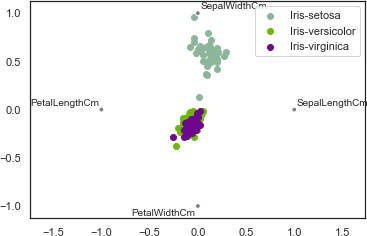 1.0
0.5
0.0
−0.5
−1.0
SepalWidthCm
Iris-setosa
Iris-versicolor
Iris-virginica
PetalLengthCm
SepalLengthCm
PetalWidthCm
−1.5
−1.0
−0.5
0.0
0.5
1.0
1.5